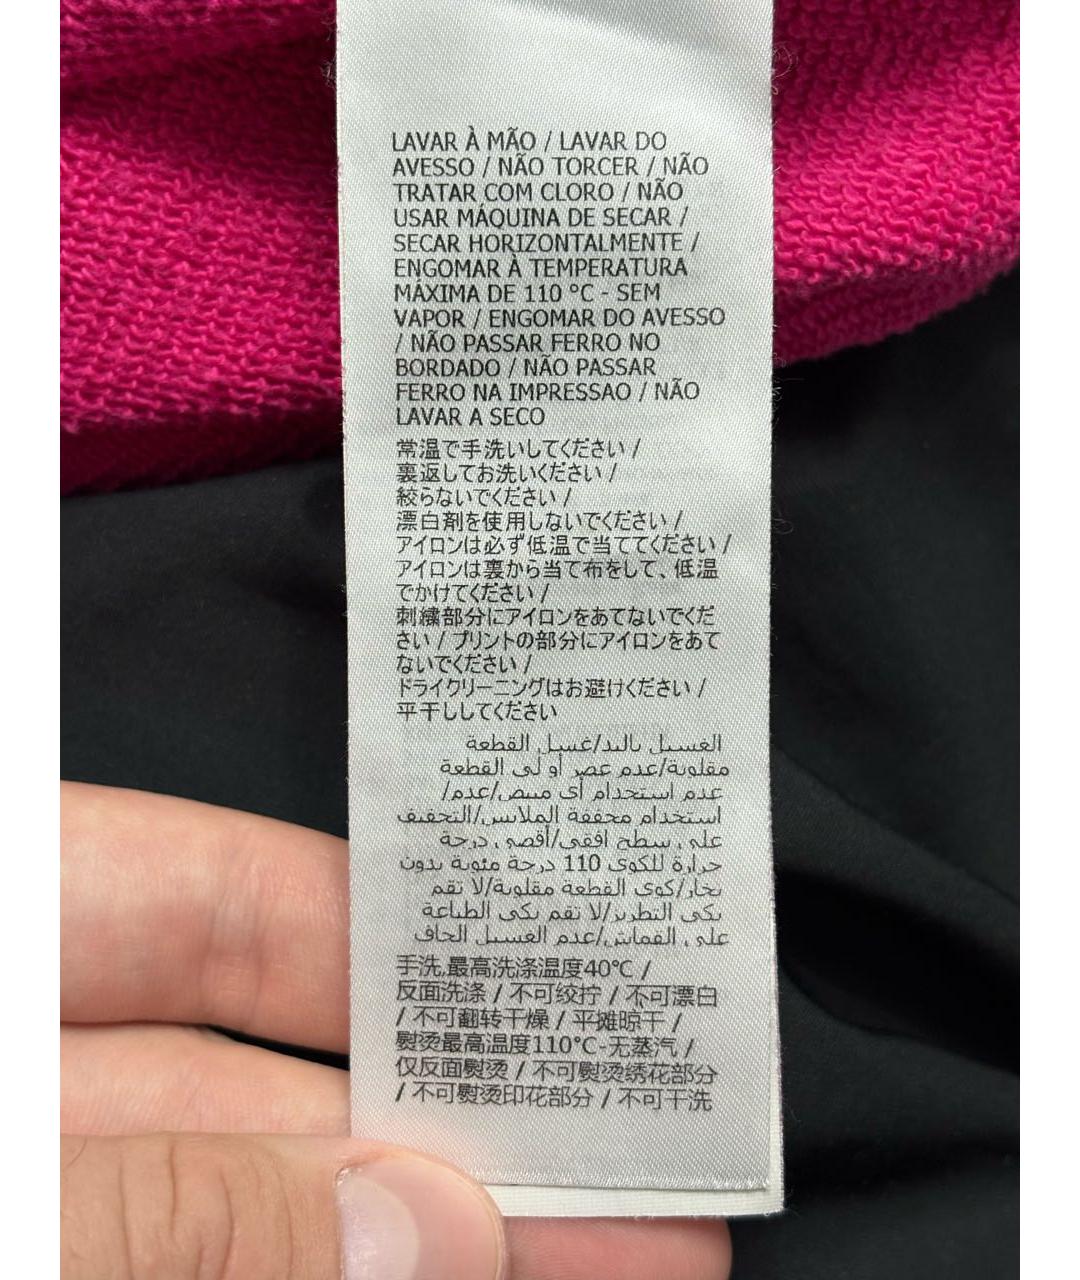 LAVAR À MÃO / LAVAR DO
AVESSO / NÃO TORCER / NÃO
TRATAR COM CLORO / NÃO
USAR MÁQUINA DE SECAR /
SECAR HORIZONTALMENTE /
ENGOMAR À TEMPERATURA
MÁXIMA DE 110 °C - SEM
VAPOR / ENGOMAR DO AVESSO
/ NÃO PASSAR FERRO NO
BORDADO / NÃO PASSAR
FERRO NA IMPRESSAO / NÃO
LAVAR A SECO
常温で手洗いしてください /
裏返してお洗いください /
絞らないでください /
漂白剤を使用しないでください /
アイロンは必ず低温で当ててください /
アイロンは裏から当て布をして、低温
でかけてください /
刺繍部分にアイロンをあてないでくだ
さい / プリントの部分にアイロンをあて
ないでください /
ドライクリーニングはお避けください /
平干ししてください
الغسيل باليد/غسيل القطعة
مقلوبة/عدم عصر أو لى القطعة
عدم استخدام أى مبيض/عدم/
استخدام مجففة الملابس/التجفيف
على سطح افقى/أقصى درجة
حرارة للكوى 110 درجة مئوية بدون
بخار/كوى القطعة مقلوبة/لا تقم
بكى التطريز/لا تقم بكى الطباعة
على القماش/عدم الغسيل الجاف
手洗,最高洗涤温度40°C /
反面洗涤 / 不可绞拧 / 不可漂白
/ 不可翻转干燥 / 平摊晾干 /
熨烫最高温度110°C-无蒸汽 /
仅反面熨烫 / 不可熨烫绣花部分
/ 不可熨烫印花部分 / 不可干洗